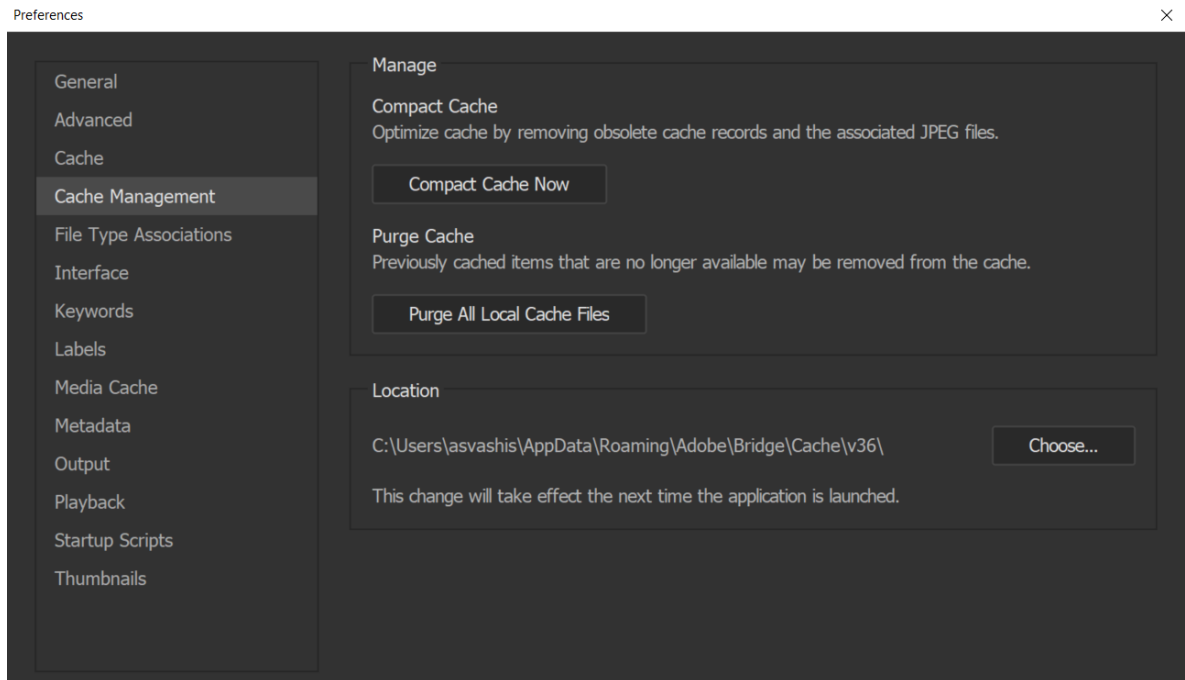 Preferences
General
Advanced
Cache
Cache Management
File Type Associations
Interface
Keywords
Labels
Media Cache
Metadata
Output
Playback
Startup Scripts
Thumbnails
Manage
Compact Cache
Optimize cache by removing obsolete cache records and the associated JPEG files.
Compact Cache Now
Purge Cache
Previously cached items that are no longer available may be removed from the cache.
Purge All Local Cache Files
Location
C:\Users\asvashis\AppData\Roaming\Adobe\Bridge\Cache\v36\
Choose...
This change will take effect the next time the application is launched.